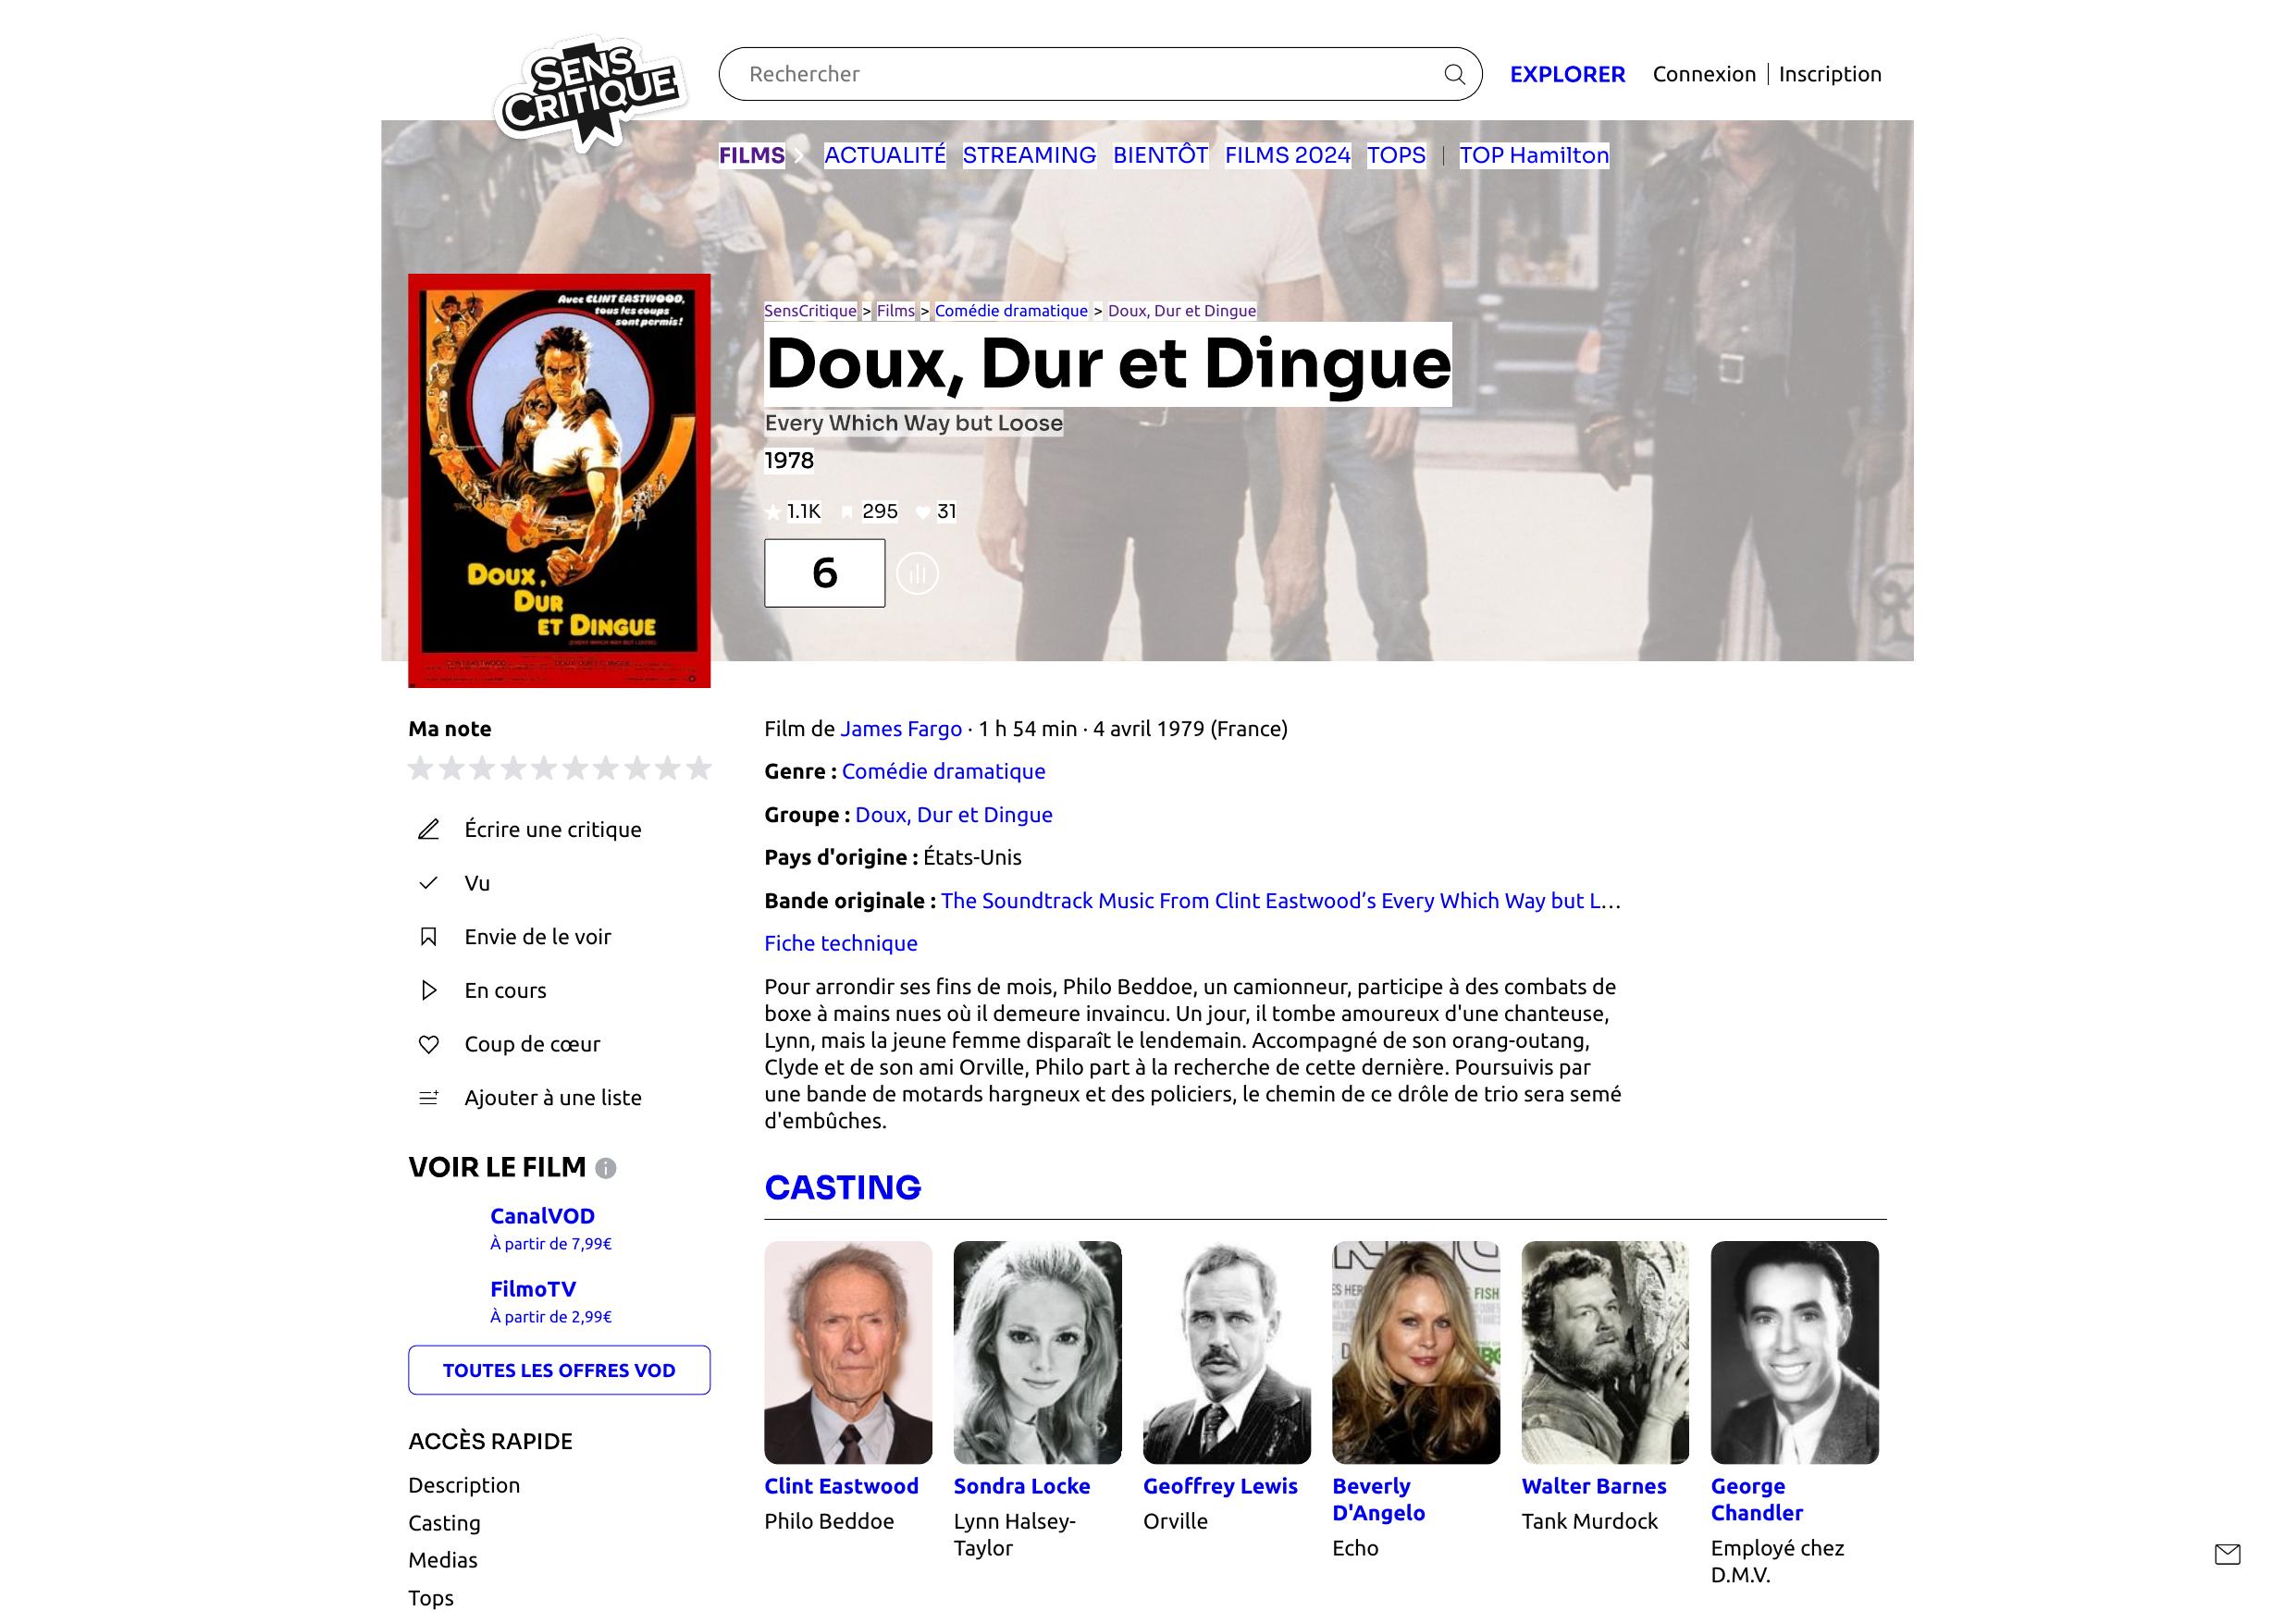 SENS
CRITIQUE
Rechercher
EXPLORER
Connexion
Inscription
FILMS
ACTUALITÉ
STREAMING
BIENTÔT
FILMS 2024
TOPS
TOP Hamilton
Avec CLINT EASTWOOD,
tous les coups
sont permis!
DOUX,
DUR
ET DINGUE
SensCritique > Films > Comédie dramatique > Doux, Dur et Dingue
Doux, Dur et Dingue
Every Which Way but Loose
1978
1.1K 295 31
6
Ma note
Écrire une critique
Vu
Envie de le voir
En cours
Coup de cœur
Ajouter à une liste
VOIR LE FILM
CanalVOD
À partir de 7,99€
FilmoTV
À partir de 2,99€
TOUTES LES OFFRES VOD
ACCÈS RAPIDE
Description
Casting
Medias
Tops
Film de James Fargo · 1 h 54 min · 4 avril 1979 (France)
Genre : Comédie dramatique
Groupe : Doux, Dur et Dingue
Pays d'origine : États-Unis
Bande originale : The Soundtrack Music From Clint Eastwood’s Every Which Way but L…
Fiche technique
Pour arrondir ses fins de mois, Philo Beddoe, un camionneur, participe à des combats de
boxe à mains nues où il demeure invaincu. Un jour, il tombe amoureux d'une chanteuse,
Lynn, mais la jeune femme disparaît le lendemain. Accompagné de son orang-outang,
Clyde et de son ami Orville, Philo part à la recherche de cette dernière. Poursuivis par
une bande de motards hargneux et des policiers, le chemin de ce drôle de trio sera semé
d'embûches.
CASTING
Clint Eastwood
Philo Beddoe
Sondra Locke
Lynn Halsey-
Taylor
Geoffrey Lewis
Orville
Beverly
D'Angelo
Echo
Walter Barnes
Tank Murdock
George
Chandler
Employé chez
D.M.V.